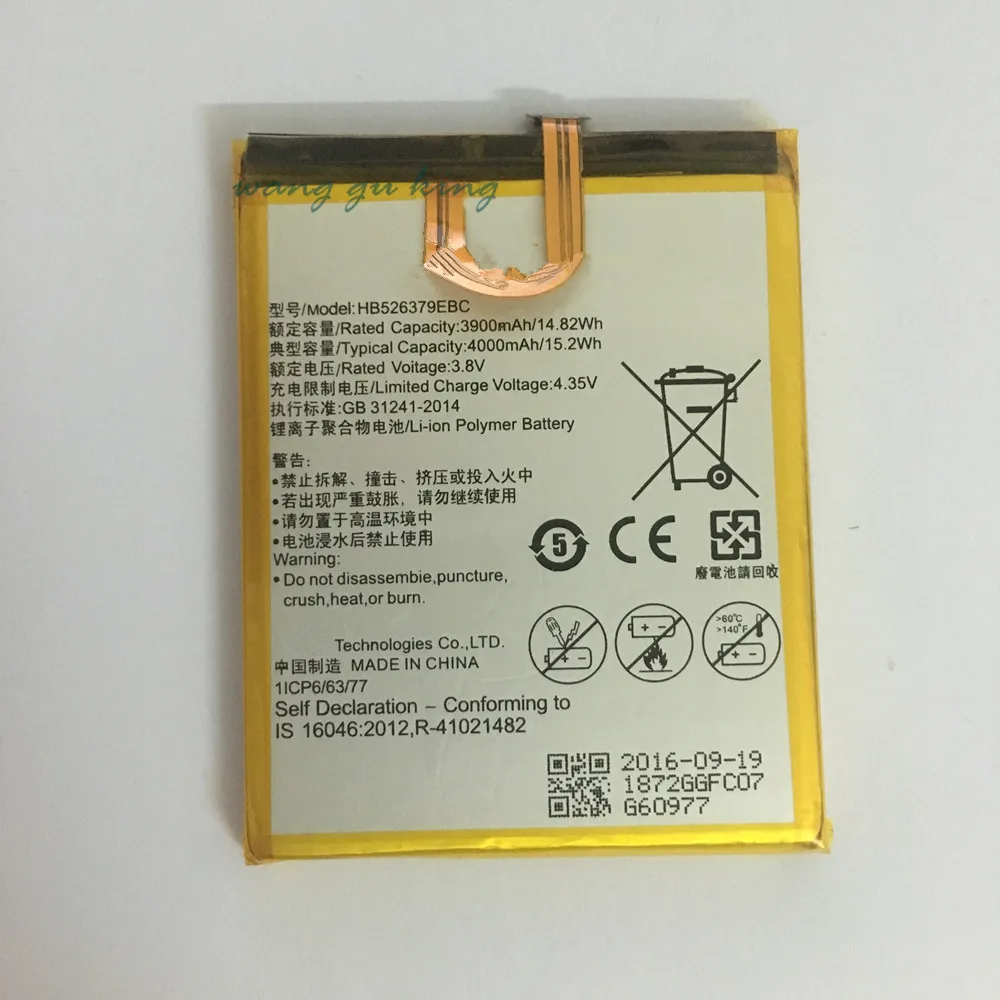 wang gu king
型号/Model:HB526379EBC
额定容量/Rated Capacity:3900mAh/14.82Wh
典型容量/Typical Capacity:4000mAh/15.2Wh
额定电压/Rated Voitage:3.8V
充电限制电压/Limited Charge Voltage:4.35V
执行标准:GB 31241-2014
锂离子聚合物电池/Li-ion Polymer Battery
警告:
•禁止拆解、撞击、挤压或投入火中
•若出现严重鼓胀，请勿继续使用
•请勿置于高温环境中
•电池浸水后禁止使用
Warning:
• Do not disassembie,puncture,
crush,heat,or burn.
5 CE
廢電池請回收
>60°C
>140°F
Technologies Co.,LTD.
中国制造 MADE IN CHINA
1ICP6/63/77
Self Declaration – Conforming to
IS 16046:2012,R-41021482
2016-09-19
1872GGFC07
G60977